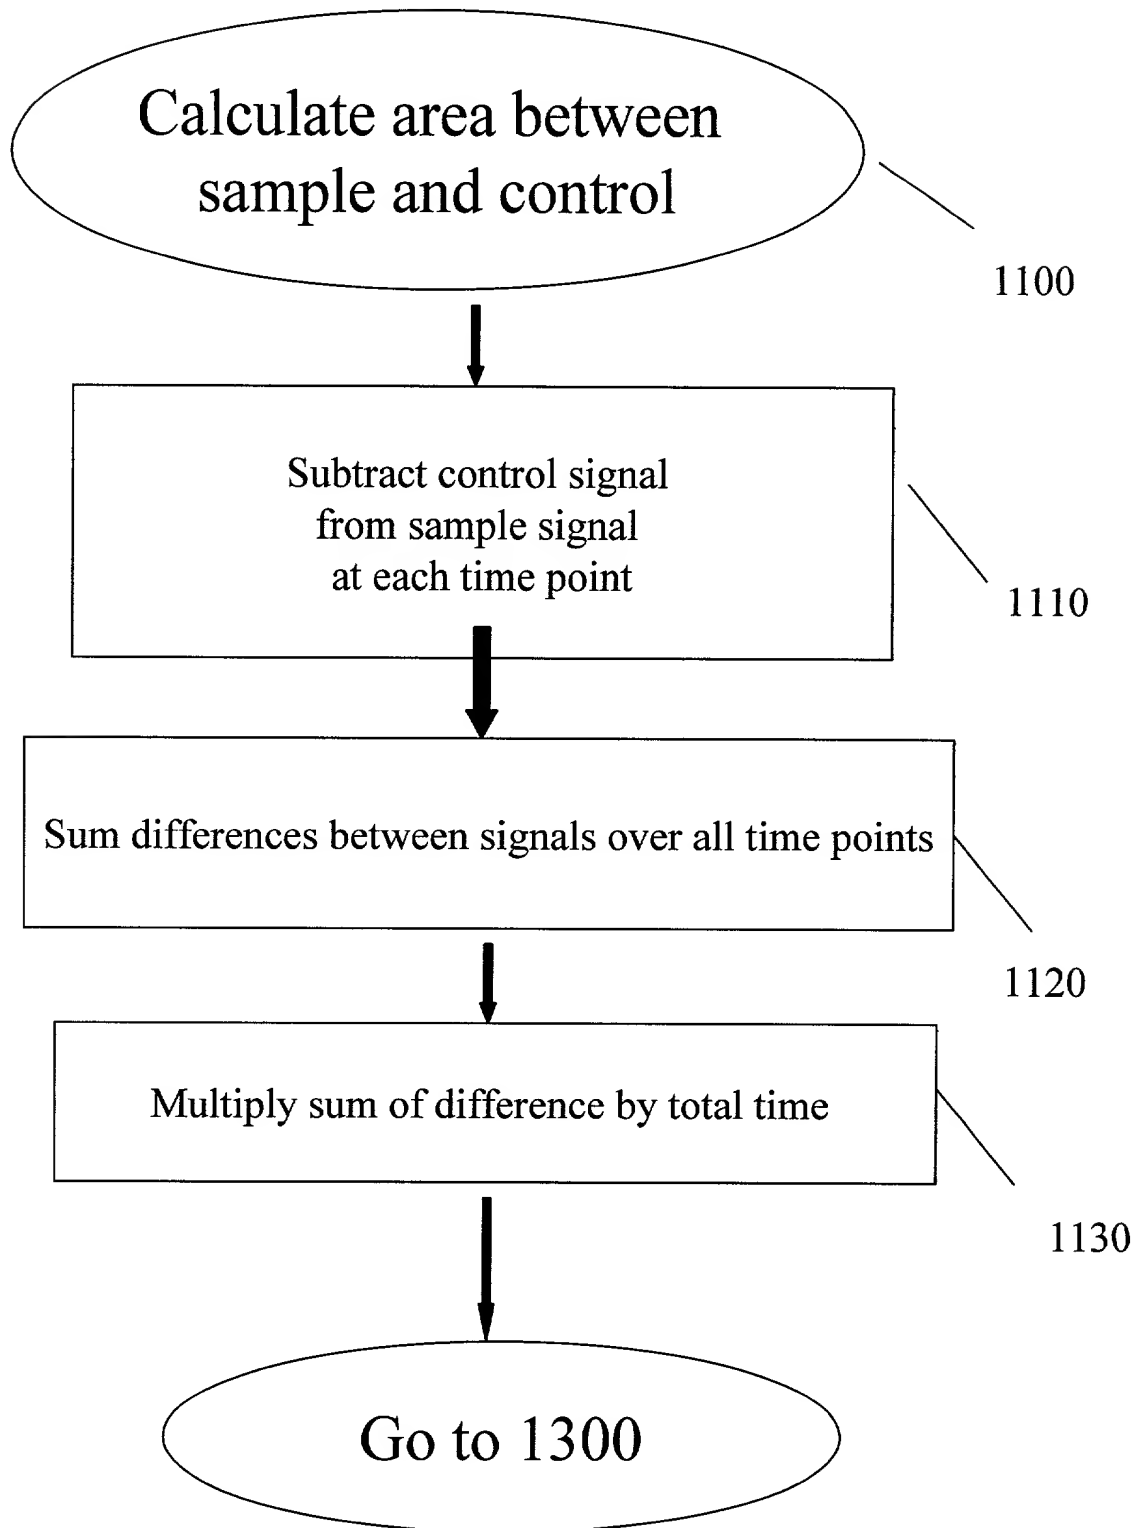 Calculate area between
sample and control
1100
Subtract control signal
from sample signal
at each time point
1110
Sum differences between signals over all time points
1120
Multiply sum of difference by total time
1130
Go to 1300